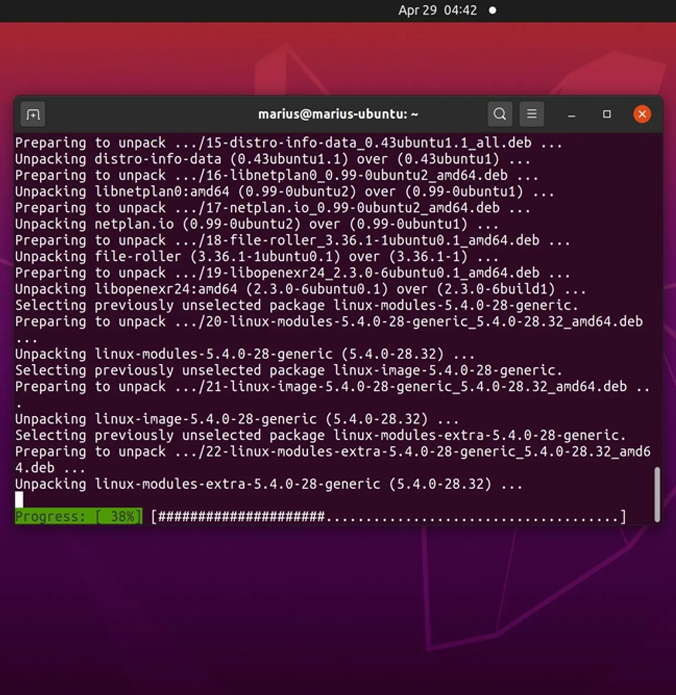 Apr 29 04:42
marius@marius-ubuntu: ~
Preparing to unpack .../15-distro-info-data_0.43ubuntu1.1_all.deb ...
Unpacking distro-info-data (0.43ubuntu1.1) over (0.43ubuntu1) ...
Preparing to unpack .../16-libnetplan0_0.99-0ubuntu2_amd64.deb ...
Unpacking libnetplan0:amd64 (0.99-0ubuntu2) over (0.99-0ubuntu1) ...
Preparing to unpack .../17-netplan.io_0.99-0ubuntu2_amd64.deb ...
Unpacking netplan.io (0.99-0ubuntu2) over (0.99-0ubuntu1) ...
Preparing to unpack .../18-file-roller_3.36.1-1ubuntu0.1_amd64.deb ...
Unpacking file-roller (3.36.1-1ubuntu0.1) over (3.36.1-1) ...
Preparing to unpack .../19-libopenexr24_2.3.0-6ubuntu0.1_amd64.deb ...
Unpacking libopenexr24:amd64 (2.3.0-6ubuntu0.1) over (2.3.0-6build1) ...
Selecting previously unselected package linux-modules-5.4.0-28-generic.
Preparing to unpack .../20-linux-modules-5.4.0-28-generic_5.4.0-28.32_amd64.deb
...
Unpacking linux-modules-5.4.0-28-generic (5.4.0-28.32) ...
Selecting previously unselected package linux-image-5.4.0-28-generic.
Preparing to unpack .../21-linux-image-5.4.0-28-generic_5.4.0-28.32_amd64.deb ..
.
Unpacking linux-image-5.4.0-28-generic (5.4.0-28.32) ...
Selecting previously unselected package linux-modules-extra-5.4.0-28-generic.
Preparing to unpack .../22-linux-modules-extra-5.4.0-28-generic_5.4.0-28.32_amd6
4.deb ...
Unpacking linux-modules-extra-5.4.0-28-generic (5.4.0-28.32) ...
Progress: [ 38%] [#####################.....................................]